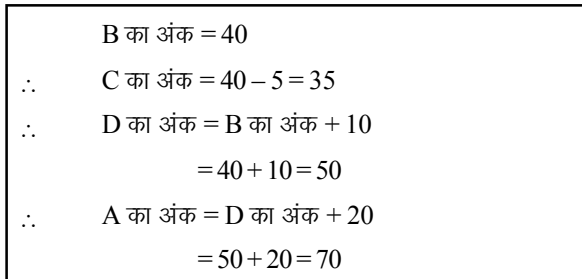 B का अंक = 40
∴ C का अंक = 40 – 5 = 35
∴ D का अंक = B का अंक + 10
= 40 + 10 = 50
∴ A का अंक = D का अंक + 20
= 50 + 20 = 70